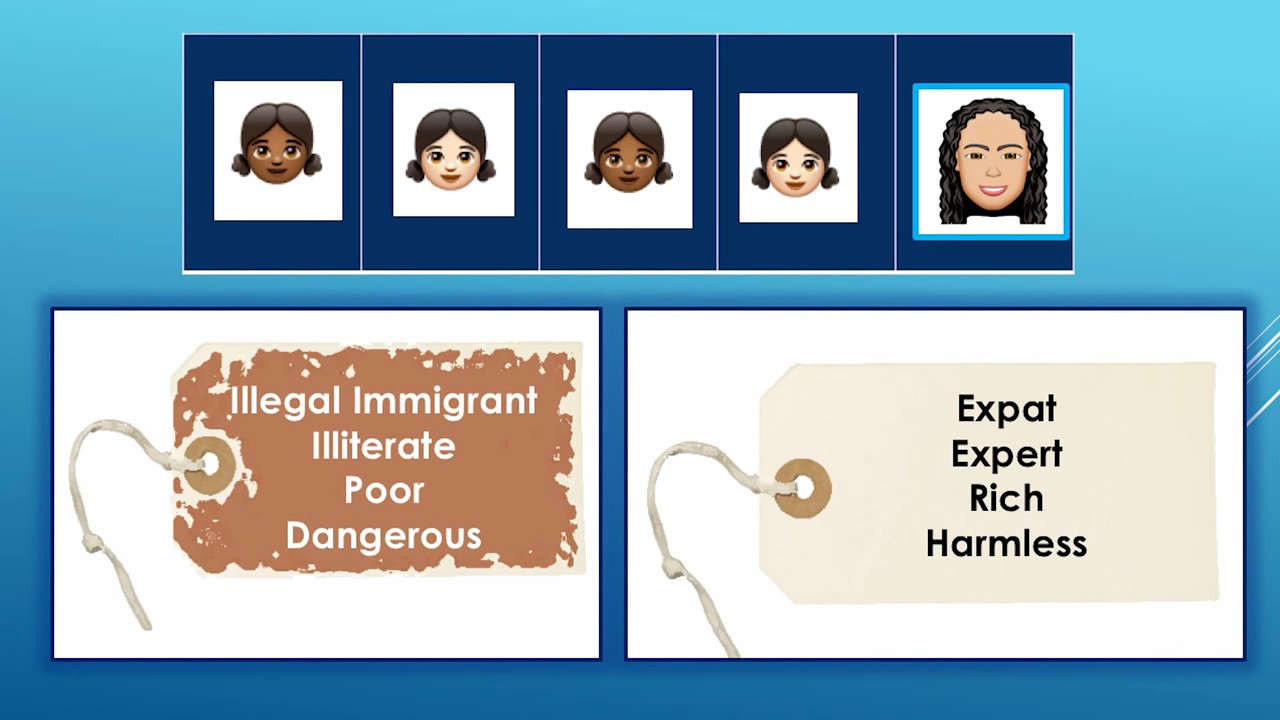 Illegal Immigrant
Illiterate
Poor
Dangerous
Expat
Expert
Rich
Harmless